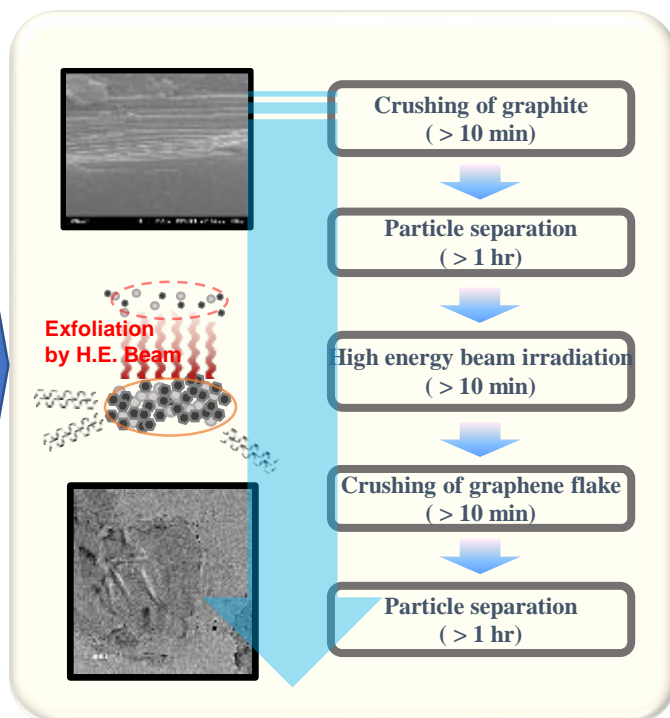 Crushing of graphite
( > 10 min)
Particle separation
( > 1 hr)
Exfoliation
by H.E. Beam
High energy beam irradiation
( > 10 min)
Crushing of graphene flake
( > 10 min)
Particle separation
( > 1 hr)